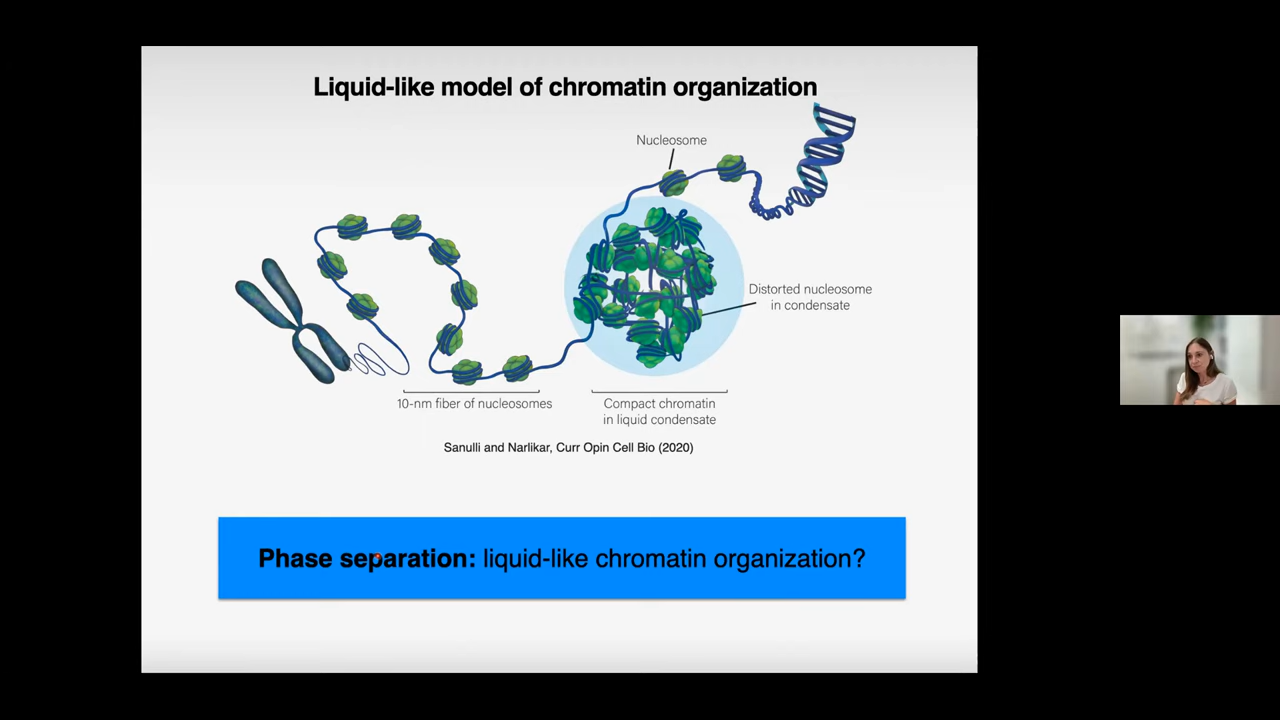 Liquid-like model of chromatin organization
Nucleosome
Distorted nucleosome
in condensate
10-nm fiber of nucleosomes
Compact chromatin
in liquid condensate
Sanulli and Narlikar, Curr Opin Cell Bio (2020)
Phase separation: liquid-like chromatin organization?